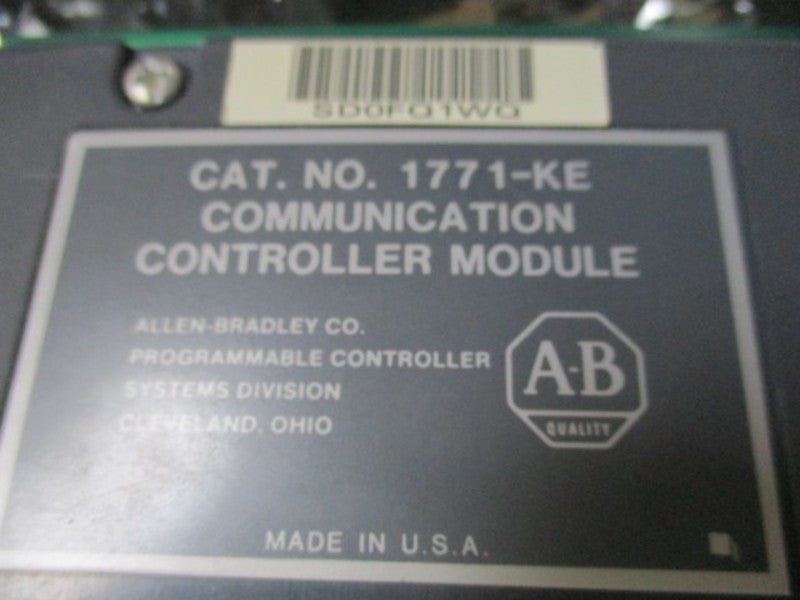 SD0FQ1WQ
CAT. NO. 1771-KE
COMMUNICATION
CONTROLLER MODULE
ALLEN-BRADLEY CO.
PROGRAMMABLE CONTROLLER
SYSTEMS DIVISION
CLEVELAND, OHIO
A-B
QUALITY
MADE IN U.S.A.